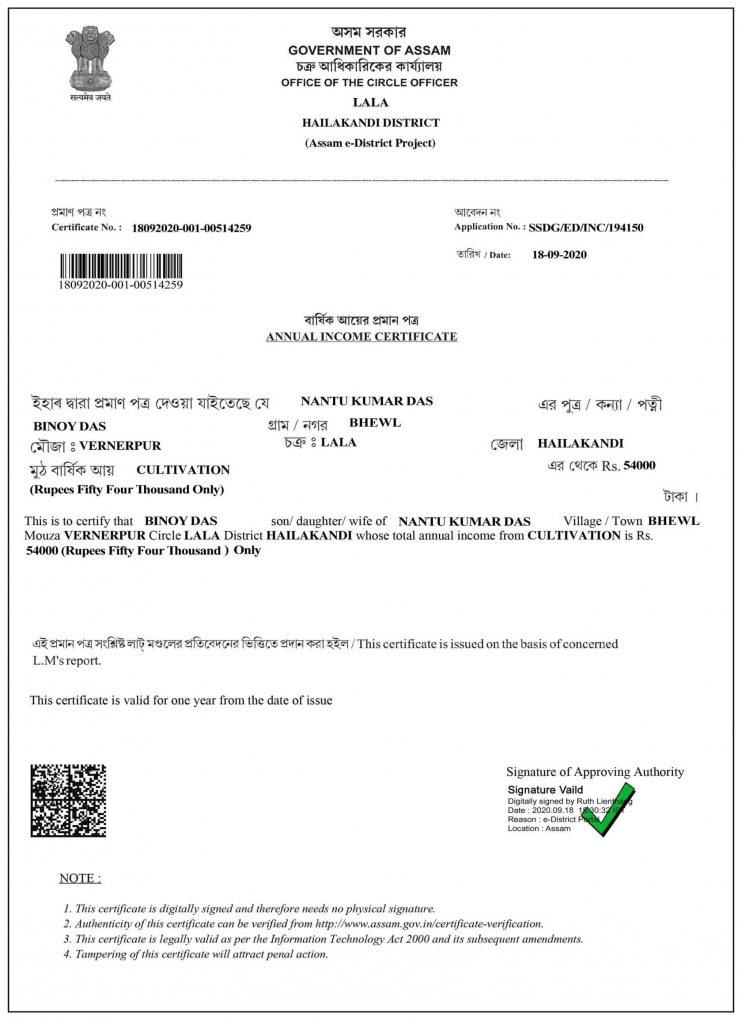 सत्यमेव जयते
অসম সরকার
GOVERNMENT OF ASSAM
চক্ৰ আধিকাৰিকের কার্য্যালয়
OFFICE OF THE CIRCLE OFFICER
LALA
HAILAKANDI DISTRICT
(Assam e-District Project)
প্রমাণ পত্র নং
Certificate No. : 18092020-001-00514259
আবেদন নং
Application No. : SSDG/ED/INC/194150
তারিখ / Date: 18-09-2020
18092020-001-00514259
বার্ষিক আয়ের প্রমান পত্র
ANNUAL INCOME CERTIFICATE
ইহাৰ দ্বারা প্রমাণ পত্র দেওয়া যাইতেছে যে NANTU KUMAR DAS এর পুত্র / কন্যা / পত্নী
BINOY DAS গ্রাম / নগর BHEWL
মৌজা ঃ VERNERPUR চক্র ঃ LALA জেলা HAILAKANDI
মুঠ বার্ষিক আয় CULTIVATION এর থেকে Rs. 54000
(Rupees Fifty Four Thousand Only)
টাকা ।
This is to certify that BINOY DAS son/ daughter/ wife of NANTU KUMAR DAS Village / Town BHEWL
Mouza VERNERPUR Circle LALA District HAILAKANDI whose total annual income from CULTIVATION is Rs.
54000 (Rupees Fifty Four Thousand ) Only
এই প্রমান পত্র সংশ্লিষ্ট লাট্ মণ্ডলের প্রতিবেদনের ভিত্তিতে প্রদান করা হইল / This certificate is issued on the basis of concerned
L.M's report.
This certificate is valid for one year from the date of issue
Signature of Approving Authority
Signature Vaild
Digitally signed by Ruth Lienthang
Date : 2020.09.18
Reason : e-District Portal
Location : Assam
NOTE :
1. This certificate is digitally signed and therefore needs no physical signature.
2. Authenticity of this certificate can be verified from http://www.assam.gov.in/certificate-verification.
3. This certificate is legally valid as per the Information Technology Act 2000 and its subsequent amendments.
4. Tampering of this certificate will attract penal action.